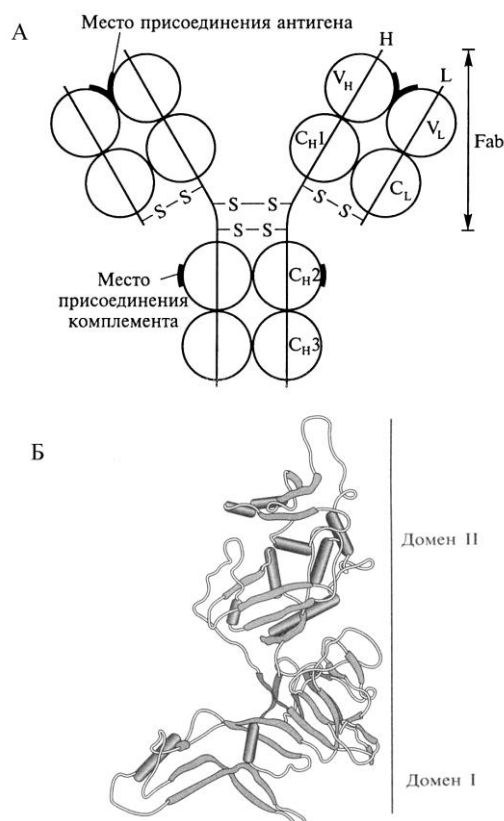 А
Место присоединения
антигена
H
L
V_H
V_L
C_H1
C_L
Fab
S
S
S
S
S
S
S
S
Место
присоединения
комплемента
C_H2
C_H3
Б
Домен II
Домен I